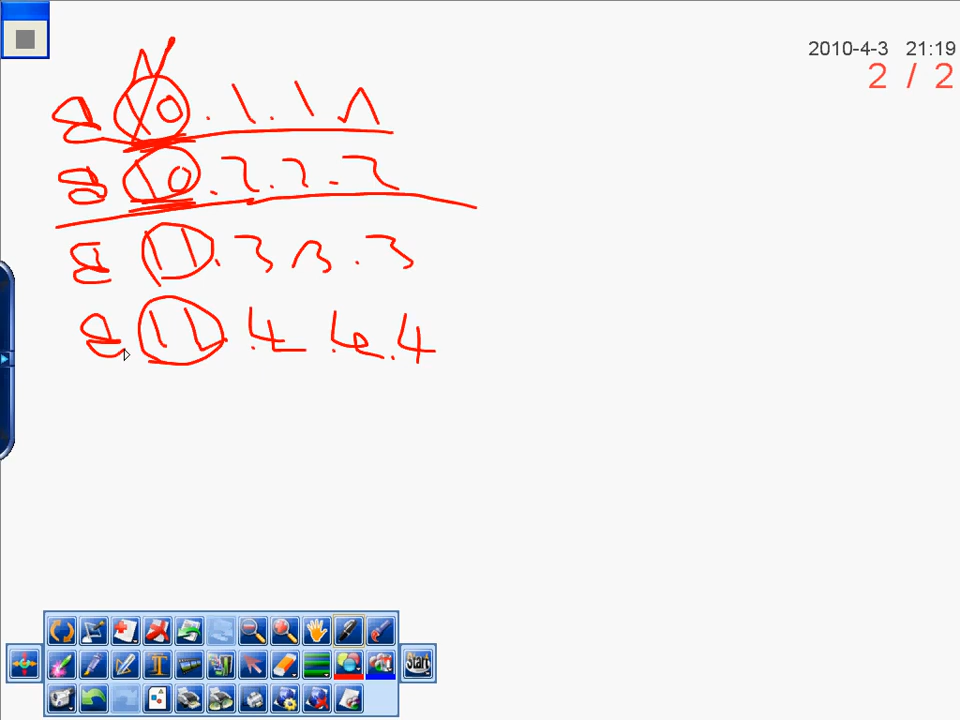 2010-4-3 21:19
2 / 2
N
8 10.1.1.1
8 10.2.2.2
8 11.3.3.3
8 11.4.4.4
Start